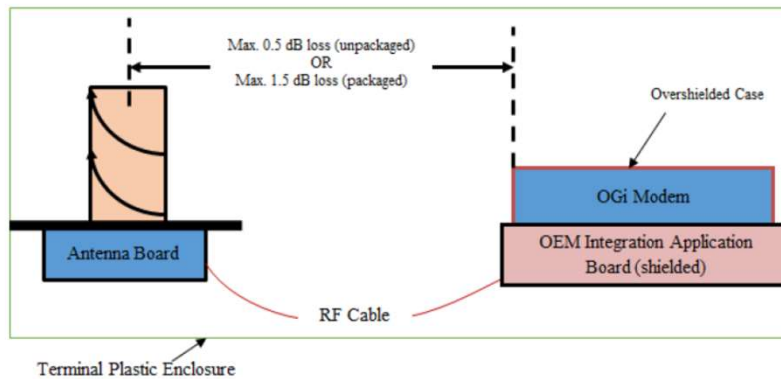 Max. 0.5 dB loss (unpackaged)
OR
Max. 1.5 dB loss (packaged)
Overshielded Case
OGi Modem
OEM Integration Application
Board (shielded)
Antenna Board
RF Cable
Terminal Plastic Enclosure